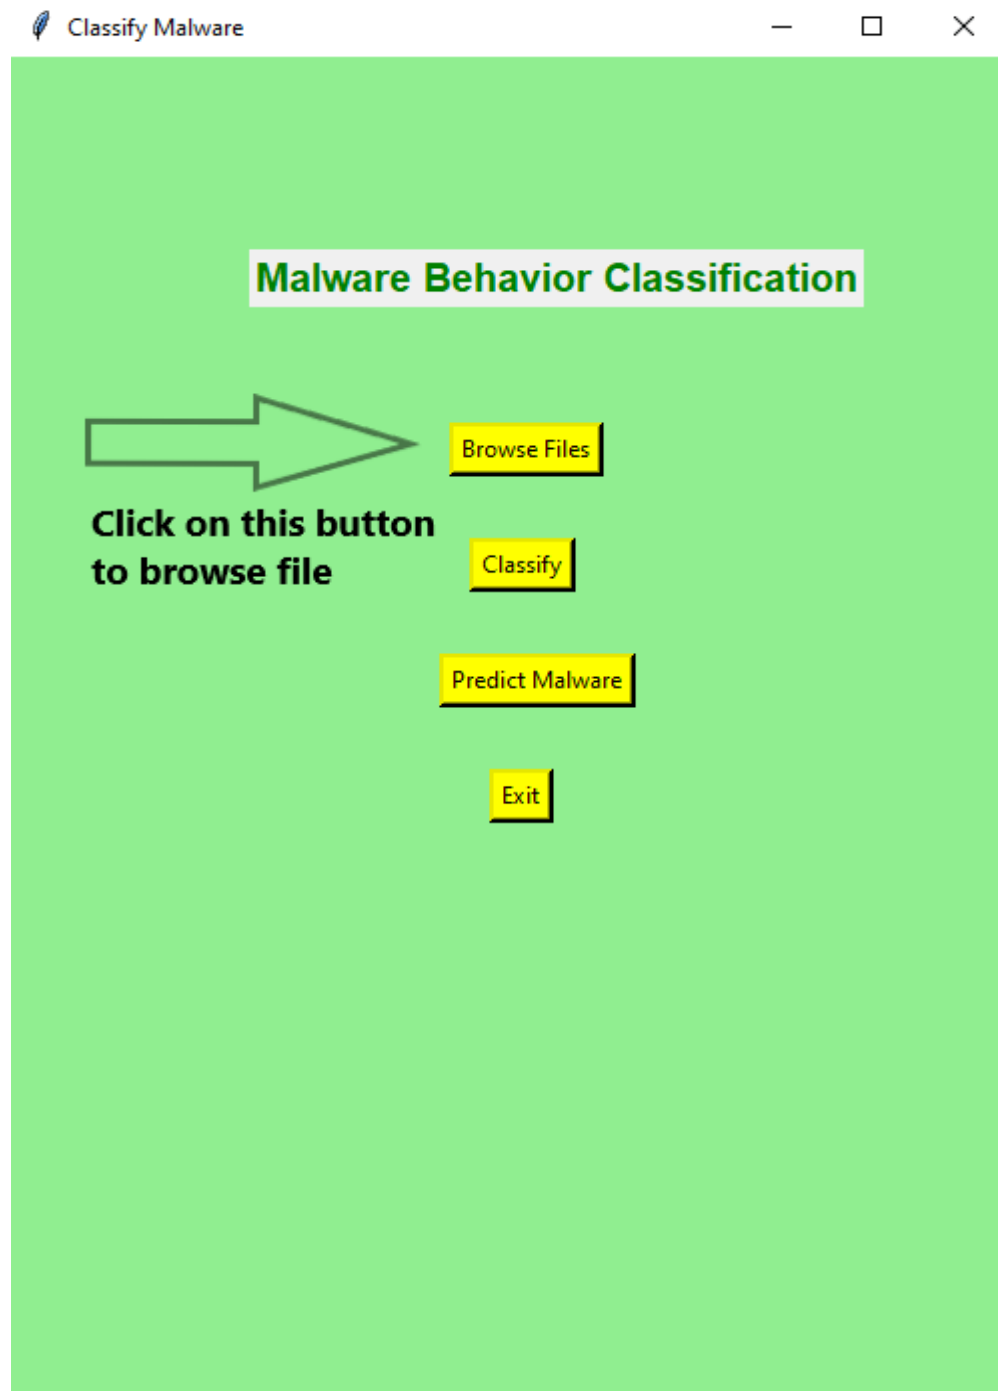 Classify Malware
Malware Behavior Classification
Browse Files
Click on this button
to browse file
Classify
Predict Malware
Exit